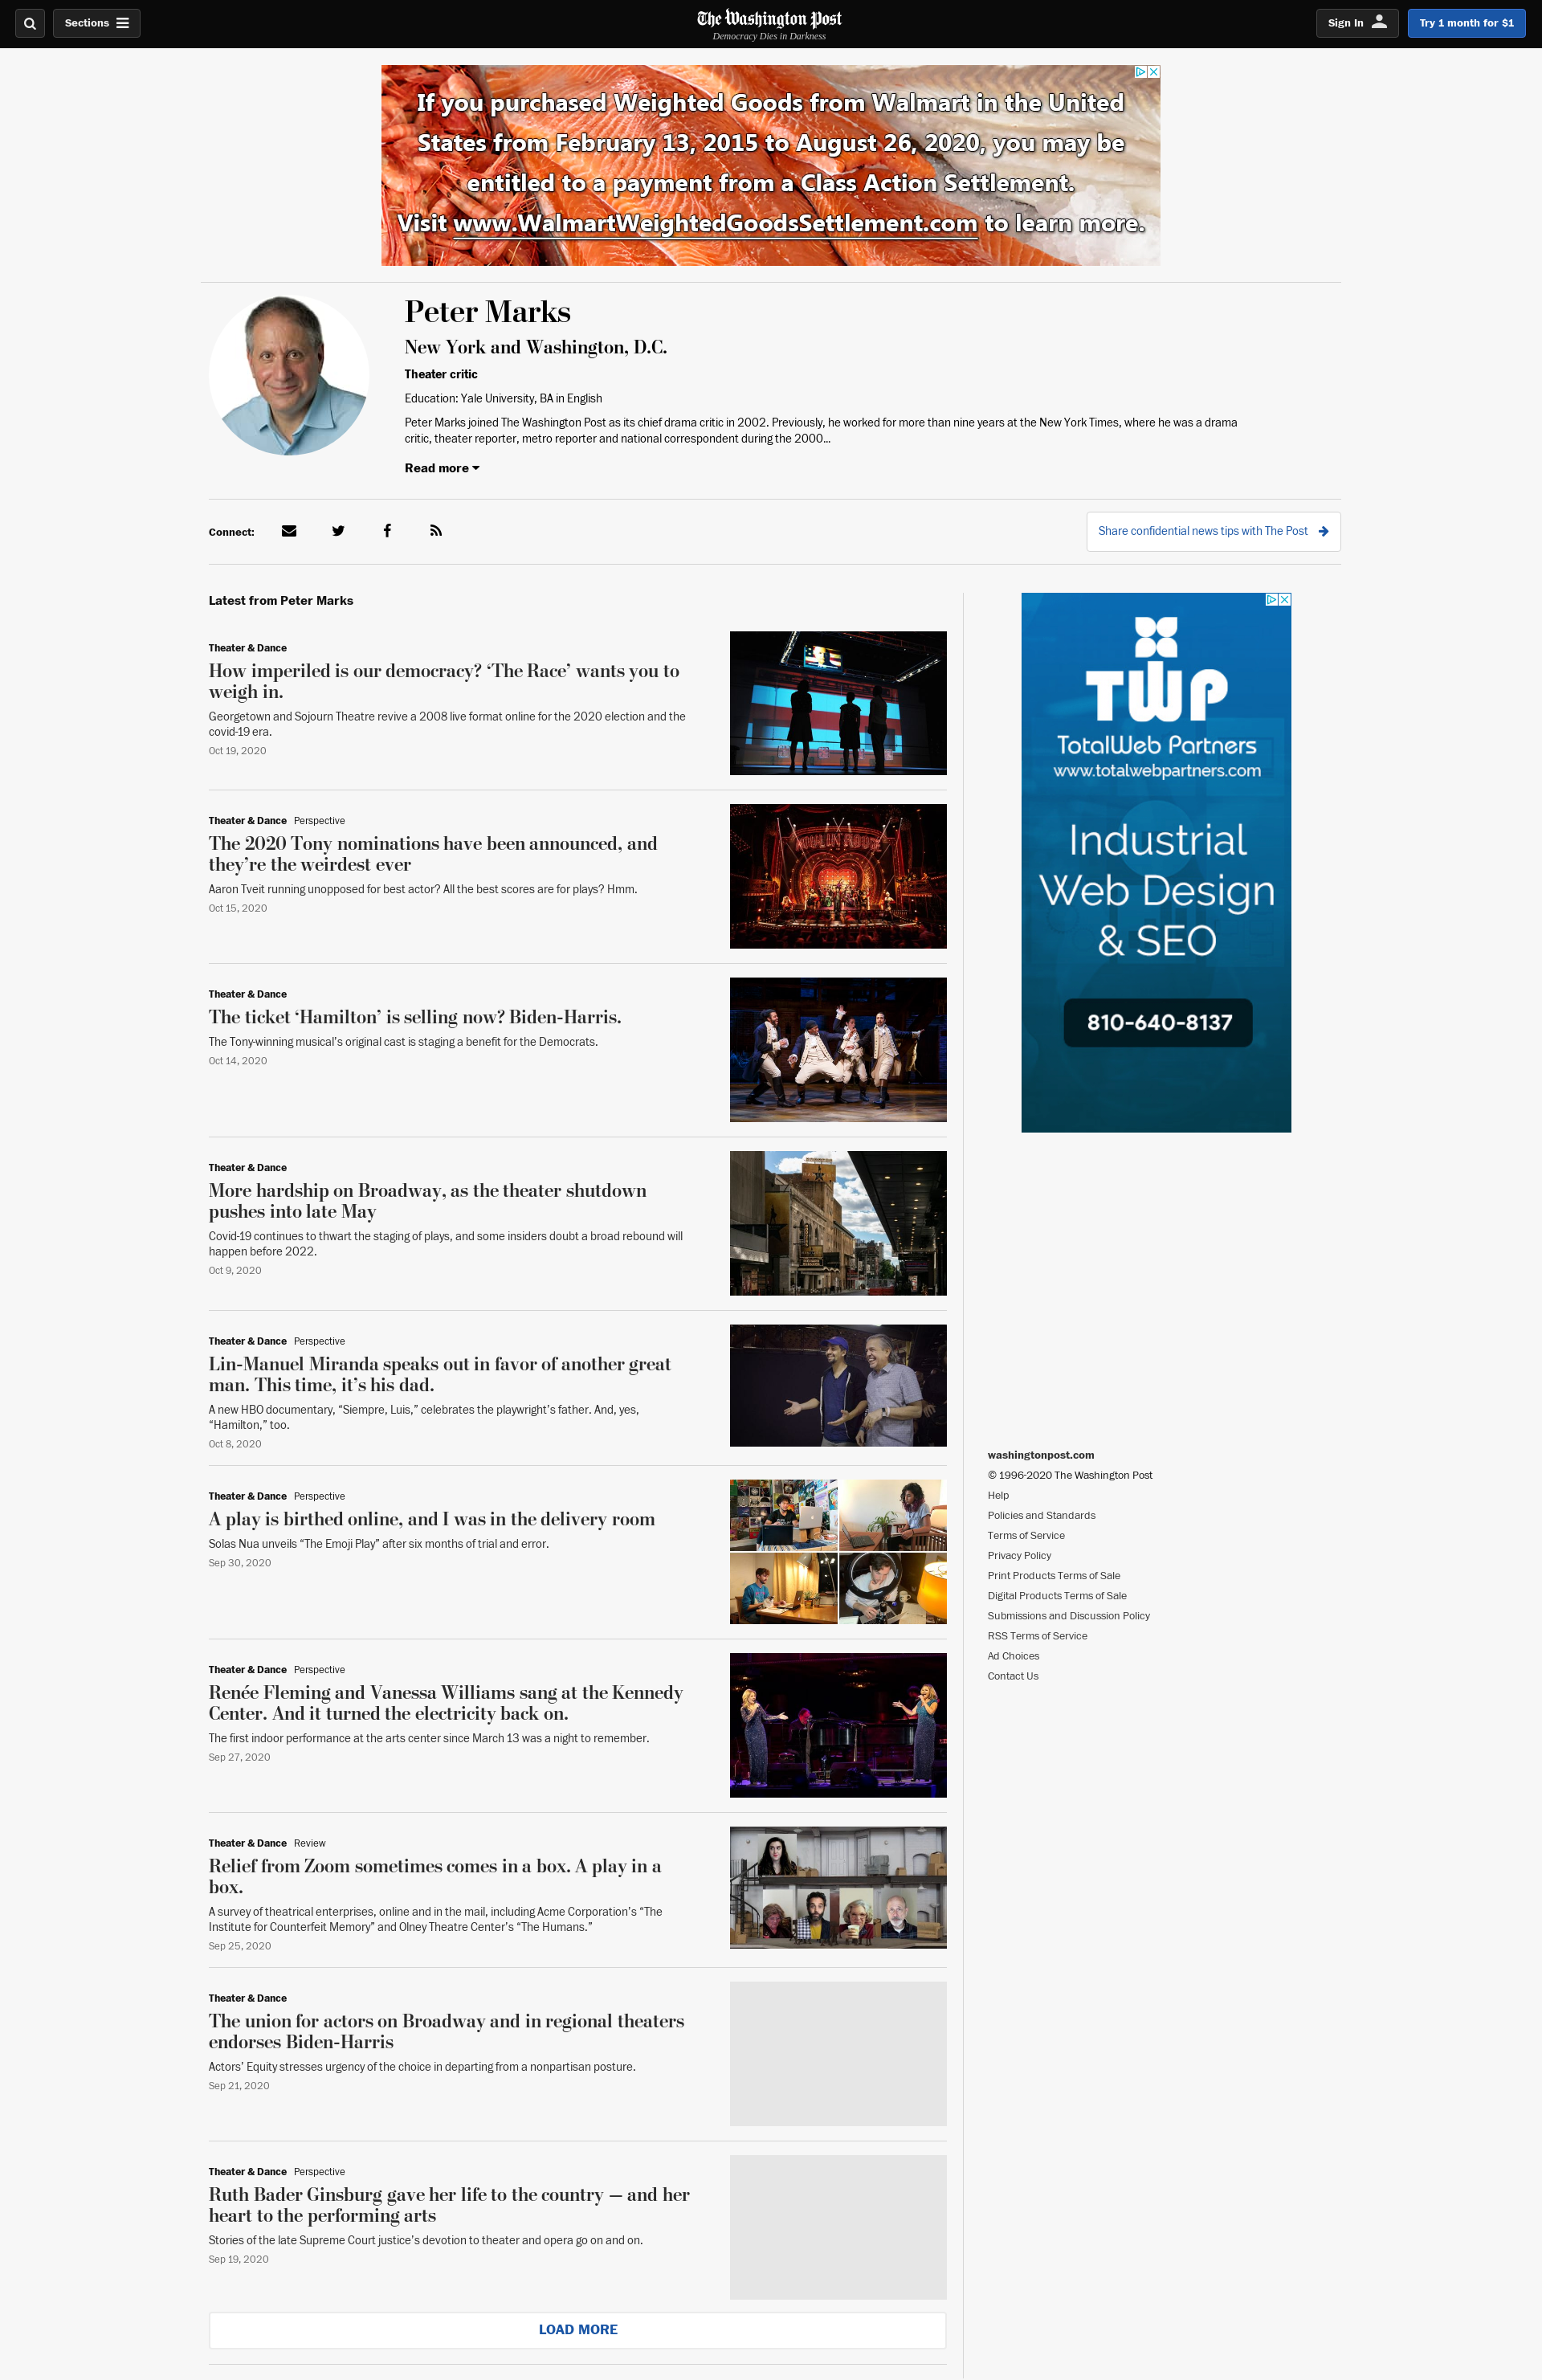 Sections
The Washington Post
Democracy Dies in Darkness
Sign In
Try 1 month for $1
If you purchased Weighted Goods from Walmart in the United
States from February 13, 2015 to August 26, 2020, you may be
entitled to a payment from a Class Action Settlement.
Visit www.WalmartWeightedGoodsSettlement.com to learn more.
Peter Marks
New York and Washington, D.C.
Theater critic
Education: Yale University, BA in English
Peter Marks joined The Washington Post as its chief drama critic in 2002. Previously, he worked for more than nine years at the New York Times, where he was a drama
critic, theater reporter, metro reporter and national correspondent during the 2000...
Read more
Connect:
Share confidential news tips with The Post
Latest from Peter Marks
Theater & Dance
How imperiled is our democracy? ‘The Race’ wants you to
weigh in.
Georgetown and Sojourn Theatre revive a 2008 live format online for the 2020 election and the
covid-19 era.
Oct 19, 2020
Theater & Dance Perspective
The 2020 Tony nominations have been announced, and
they’re the weirdest ever
Aaron Tveit running unopposed for best actor? All the best scores are for plays? Hmm.
Oct 15, 2020
MOULIN ROUGE
Theater & Dance
The ticket ‘Hamilton’ is selling now? Biden-Harris.
The Tony-winning musical’s original cast is staging a benefit for the Democrats.
Oct 14, 2020
Theater & Dance
More hardship on Broadway, as the theater shutdown
pushes into late May
Covid-19 continues to thwart the staging of plays, and some insiders doubt a broad rebound will
happen before 2022.
Oct 9, 2020
Theater & Dance Perspective
Lin-Manuel Miranda speaks out in favor of another great
man. This time, it’s his dad.
A new HBO documentary, “Siempre, Luis,” celebrates the playwright’s father. And, yes,
“Hamilton,” too.
Oct 8, 2020
Theater & Dance Perspective
A play is birthed online, and I was in the delivery room
Solas Nua unveils “The Emoji Play” after six months of trial and error.
Sep 30, 2020
Theater & Dance Perspective
Renée Fleming and Vanessa Williams sang at the Kennedy
Center. And it turned the electricity back on.
The first indoor performance at the arts center since March 13 was a night to remember.
Sep 27, 2020
Theater & Dance Review
Relief from Zoom sometimes comes in a box. A play in a
box.
A survey of theatrical enterprises, online and in the mail, including Acme Corporation’s “The
Institute for Counterfeit Memory” and Olney Theatre Center’s “The Humans.”
Sep 25, 2020
Theater & Dance
The union for actors on Broadway and in regional theaters
endorses Biden-Harris
Actors’ Equity stresses urgency of the choice in departing from a nonpartisan posture.
Sep 21, 2020
Theater & Dance Perspective
Ruth Bader Ginsburg gave her life to the country — and her
heart to the performing arts
Stories of the late Supreme Court justice’s devotion to theater and opera go on and on.
Sep 19, 2020
LOAD MORE
TWP
TotalWeb Partners
www.totalwebpartners.com
Industrial
Web Design
& SEO
810-640-8137
washingtonpost.com
© 1996-2020 The Washington Post
Help
Policies and Standards
Terms of Service
Privacy Policy
Print Products Terms of Sale
Digital Products Terms of Sale
Submissions and Discussion Policy
RSS Terms of Service
Ad Choices
Contact Us